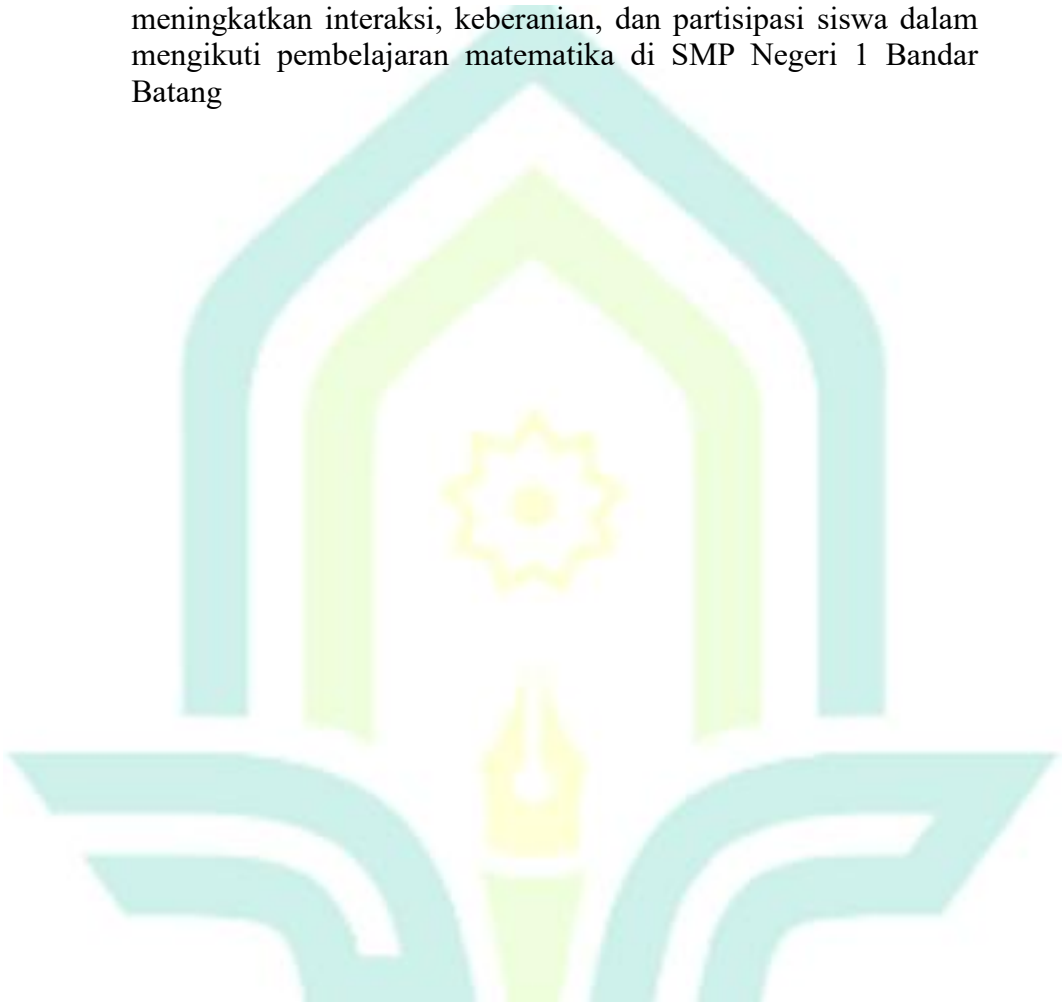 meningkatkan interaksi, keberanian, dan partisipasi siswa dalam
mengikuti pembelajaran matematika di SMP Negeri 1 Bandar
Batang